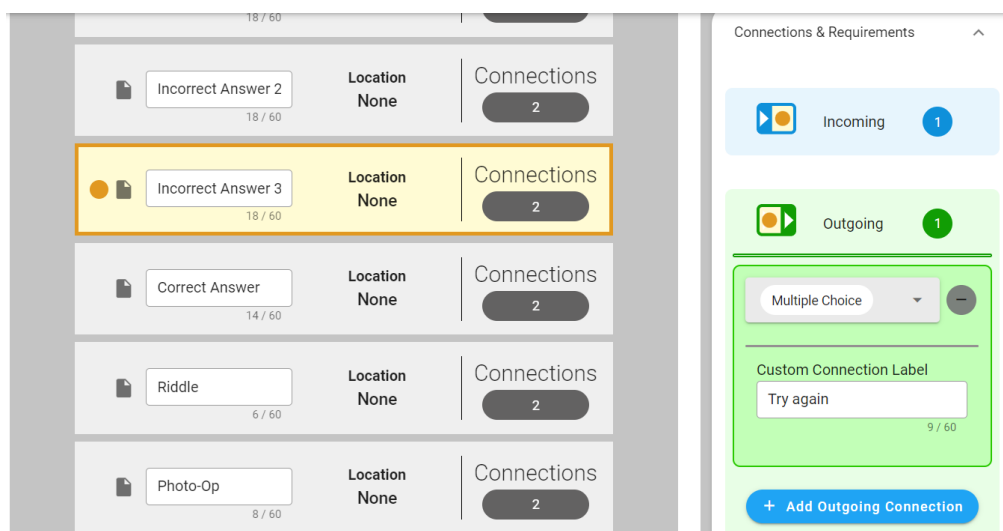 18 / 60
Incorrect Answer 2
18 / 60
Location
None
Connections
2
Incorrect Answer 3
18 / 60
Location
None
Connections
2
Correct Answer
14 / 60
Location
None
Connections
2
Riddle
6 / 60
Location
None
Connections
2
Photo-Op
8 / 60
Location
None
Connections
2
Connections & Requirements
Incoming
1
Outgoing
1
Multiple Choice
Custom Connection Label
Try again
9 / 60
+ Add Outgoing Connection